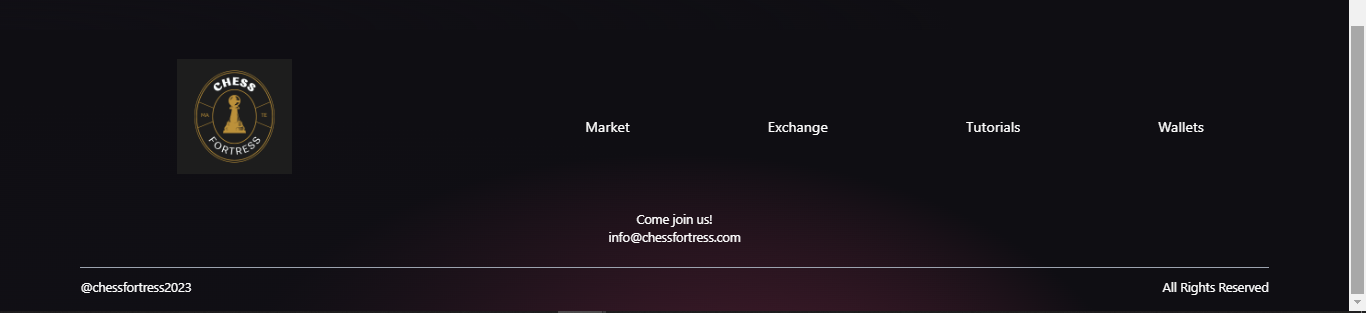 CHESS
MA TE
FORTRESS
Market Exchange Tutorials Wallets
Come join us!
info@chessfortress.com
@chessfortress2023 All Rights Reserved